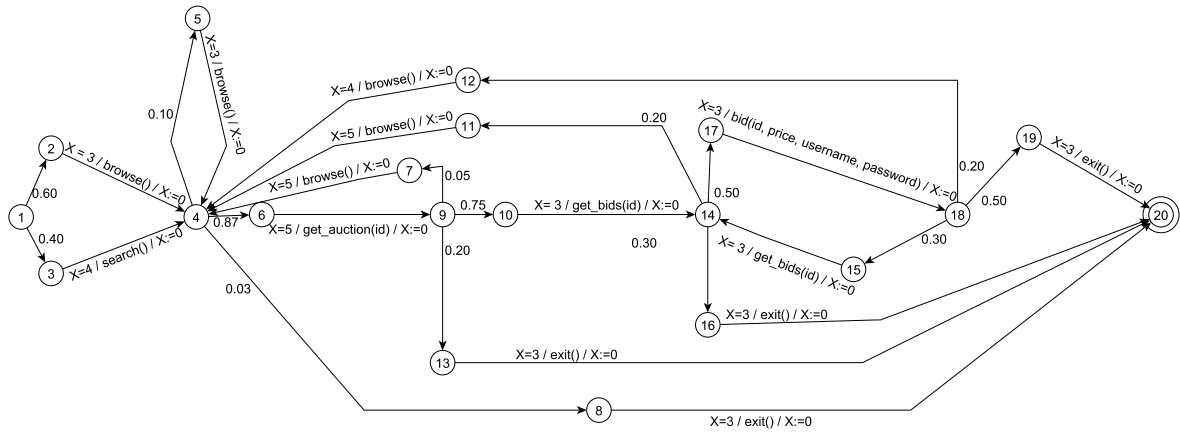 5
X=3 / browse() / X:=0
0.10
12
X=4 / browse() / X:=0
11
X=5 / browse() / X:=0
0.20
17
X=3 / bid(id, price, username, password) / X:=0
19
X=3 / exit() / X:=0
2
X = 3 / browse() / X:=0
0.60
7
X=5 / browse() / X:=0
0.05
0.50
0.20
0.50
1
4
0.87
6
X=5 / get_auction(id) / X:=0
9
0.75
10
X= 3 / get_bids(id) / X:=0
14
18
20
0.40
3
X=4 / search() / X:=0
0.20
0.30
X= 3 / get_bids(id) / X:=0
15
0.30
0.03
16
X=3 / exit() / X:=0
13
X=3 / exit() / X:=0
8
X=3 / exit() / X:=0